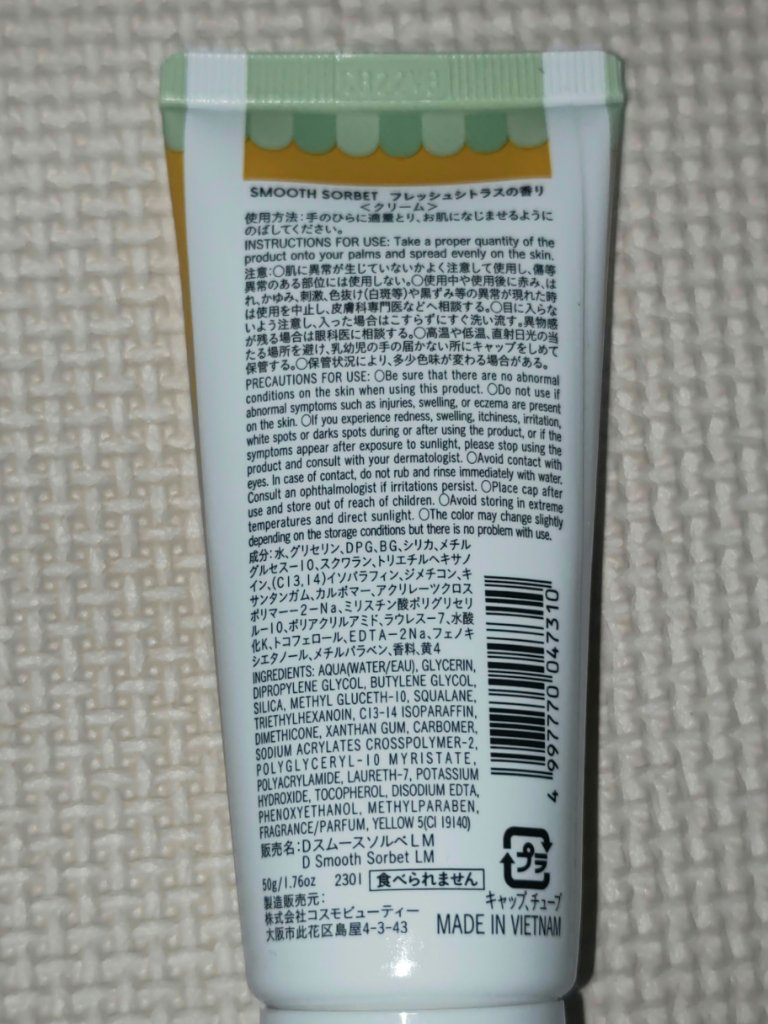 SMOOTH SORBET フレッシュシトラスの香り
<クリーム>
使用方法:手のひらに適量とり、お肌になじませるように
のばしてください。
INSTRUCTIONS FOR USE: Take a proper quantity of the
product onto your palms and spread evenly on the skin.
注意:○肌に異常が生じていないかよく注意して使用し、傷等
異常のある部位には使用しない。○使用中や使用後に赤み、は
れ、かゆみ、刺激、色抜け(白斑等)や黒ずみ等の異常が現れた時
は使用を中止し、皮膚科専門医などへ相談する。○目に入らな
いよう注意し、入った場合はこすらずにすぐ洗い流す。異物感
が残る場合は眼科医に相談する。○高温や低温、直射日光の当
たる場所を避け、乳幼児の手の届かない所にキャップをしめて
保管する。○保管状況により、多少色味が変わる場合がある。
PRECAUTIONS FOR USE: ○Be sure that there are no abnormal
conditions on the skin when using this product. ○Do not use if
abnormal symptoms such as injuries, swelling, or eczema are present
on the skin. ○If you experience redness, swelling, itchiness, irritation,
white spots or darks spots during or after using the product, or if the
symptoms appear after exposure to sunlight, please stop using the
product and consult with your dermatologist. ○Avoid contact with
eyes. In case of contact, do not rub and rinse immediately with water.
Consult an ophthalmologist if irritations persist. ○Place cap after
use and store out of reach of children. ○Avoid storing in extreme
temperatures and direct sunlight. ○The color may change slightly
depending on the storage conditions but there is no problem with use.
成分:水、グリセリン、DPG、BG、シリカ、メチル
グルセスー10、スクワラン、トリエチルヘキサノ
イン、(C13,14)イソパラフィン、ジメチコン、キ
サンタンガム、カルボマー、アクリレーツクロス
ポリマー-2-Na、ミリスチン酸ポリグリセリ
ル-10、ポリアクリルアミド、ラウレス-7、水酸
化K、トコフェロール、EDTA-2Na、フェノキ
シエタノール、メチルパラベン、香料、黄4
INGREDIENTS: AQUA(WATER/EAU), GLYCERIN,
DIPROPYLENE GLYCOL, BUTYLENE GLYCOL,
SILICA, METHYL GLUCETH-10, SQUALANE,
TRIETHYLHEXANOIN, C13-14 ISOPARAFFIN,
DIMETHICONE, XANTHAN GUM, CARBOMER,
SODIUM ACRYLATES CROSSPOLYMER-2,
POLYGLYCERYL-10 MYRISTATE,
POLYACRYLAMIDE, LAURETH-7, POTASSIUM
HYDROXIDE, TOCOPHEROL, DISODIUM EDTA,
PHENOXYETHANOL, METHYLPARABEN,
FRAGRANCE/PARFUM, YELLOW 5(CI 19140)
販売名:DスムースソルベLM
D Smooth Sorbet LM
50g/1.76oz 2301 食べられません
製造販売元:
株式会社コスモビューティー
大阪市此花区島屋4-3-43
4 997770 047310
プラ
キャップ、チューブ
MADE IN VIETNAM